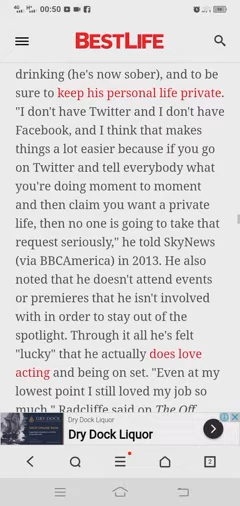 4G H+ 00:50
BESTLIFE
drinking (he's now sober), and to be
sure to keep his personal life private.
"I don't have Twitter and I don't have
Facebook, and I think that makes
things a lot easier because if you go
on Twitter and tell everybody what
you're doing moment to moment
and then claim you want a private
life, then no one is going to take that
request seriously," he told SkyNews
(via BBCAmerica) in 2013. He also
noted that he doesn't attend events
or premieres that he isn't involved
with in order to stay out of the
spotlight. Through it all he's felt
"lucky" that he actually does love
acting and being on set. "Even at my
lowest point I still loved my job so
much," Radcliffe said on The Off
Dry Dock Liquor
Dry Dock Liquor
2